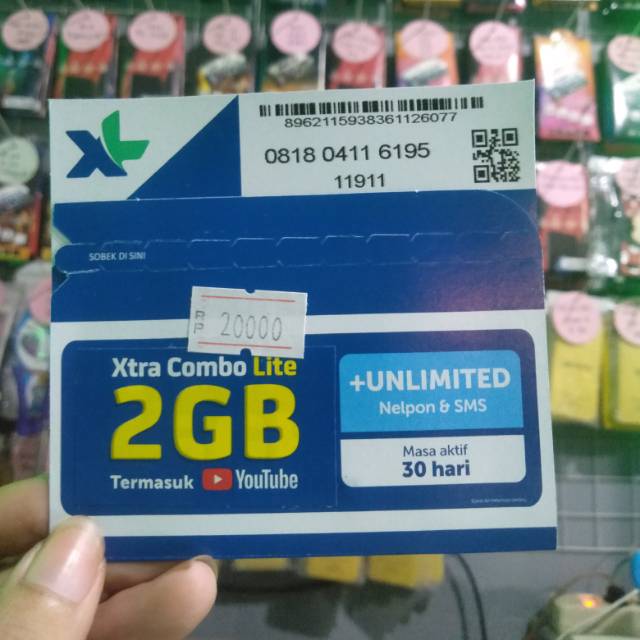 XL
8962115938361126077
0818 0411 6195
11911
SOBEK DI SINI
RP 20000
Xtra Combo Lite
2GB
Termasuk YouTube
+UNLIMITED
Nelpon & SMS
Masa aktif
30 hari